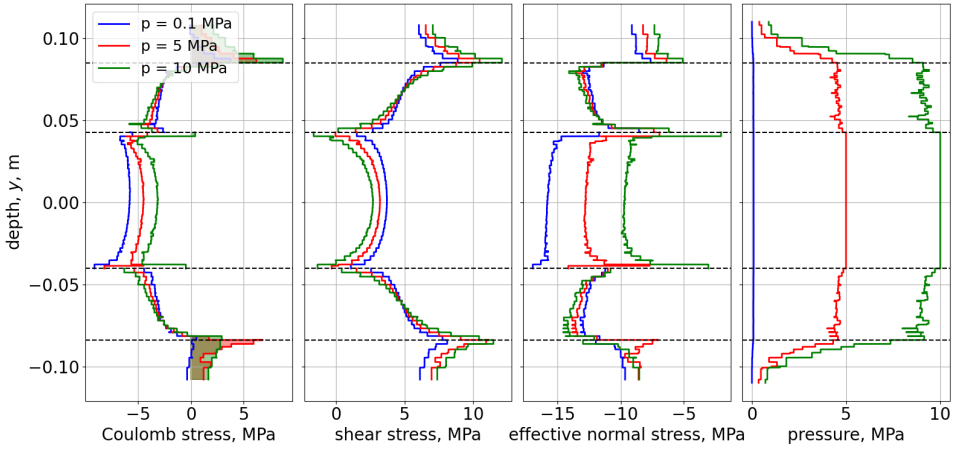 p = 0.1 MPa
p = 5 MPa
p = 10 MPa
depth, y, m
0.10
0.05
0.00
−0.05
−0.10
−5 0 5
0 5 10
−15 −10 −5
0 5 10
Coulomb stress, MPa
shear stress, MPa
effective normal stress, MPa
pressure, MPa